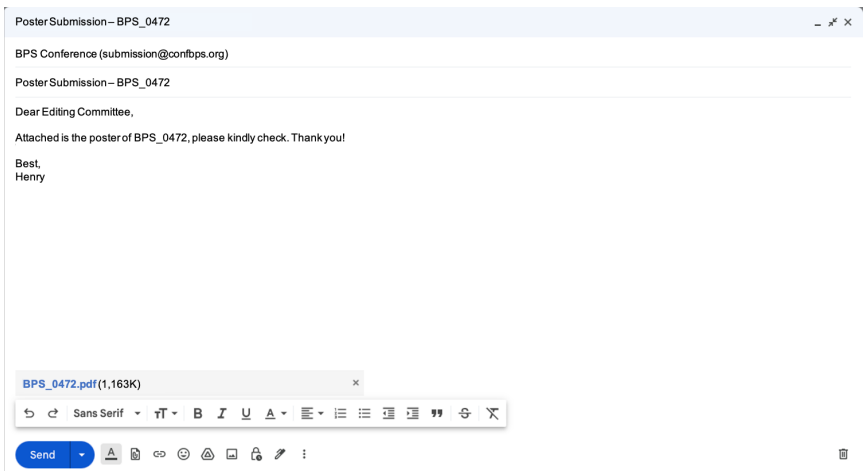 Poster Submission – BPS_0472
BPS Conference (submission@confbps.org)
Poster Submission – BPS_0472
Dear Editing Committee,
Attached is the poster of BPS_0472, please kindly check. Thank you!
Best,
Henry
BPS_0472.pdf (1,163K)
Sans Serif
Send